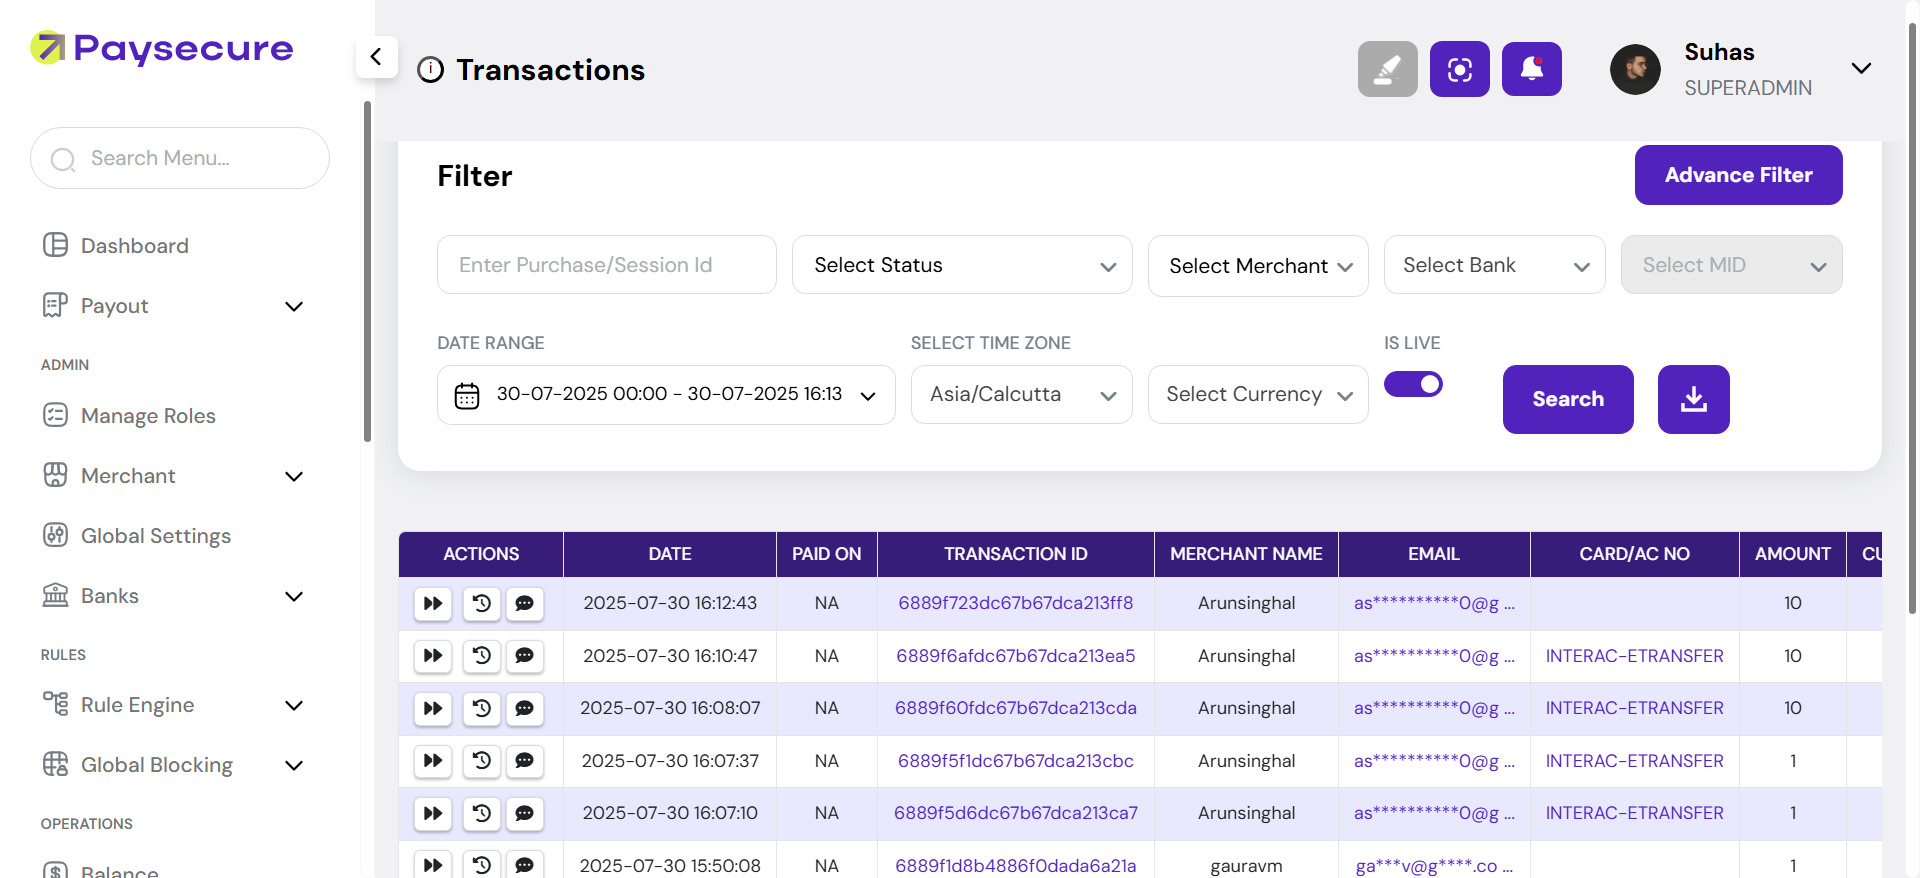 Paysecure
Transactions
Suhas
SUPERADMIN
Search Menu...
Dashboard
Payout
ADMIN
Manage Roles
Merchant
Global Settings
Banks
RULES
Rule Engine
Global Blocking
OPERATIONS
Balance
Filter
Advance Filter
Enter Purchase/Session Id
Select Status
Select Merchant
Select Bank
Select MID
DATE RANGE
SELECT TIME ZONE
IS LIVE
30-07-2025 00:00 - 30-07-2025 16:13
Asia/Calcutta
Select Currency
Search
ACTIONS DATE PAID ON TRANSACTION ID MERCHANT NAME EMAIL CARD/AC NO AMOUNT CU
2025-07-30 16:12:43 NA 6889f723dc67b67dca213ff8 Arunsinghal as**********0@g ... 10
2025-07-30 16:10:47 NA 6889f6afdc67b67dca213ea5 Arunsinghal as**********0@g ... INTERAC-ETRANSFER 10
2025-07-30 16:08:07 NA 6889f60fdc67b67dca213cda Arunsinghal as**********0@g ... INTERAC-ETRANSFER 10
2025-07-30 16:07:37 NA 6889f5f1dc67b67dca213cbc Arunsinghal as**********0@g ... INTERAC-ETRANSFER 1
2025-07-30 16:07:10 NA 6889f5d6dc67b67dca213ca7 Arunsinghal as**********0@g ... INTERAC-ETRANSFER 1
2025-07-30 15:50:08 NA 6889f1d8b4886f0dada6a21a gauravm ga***v@g****.co ... 1